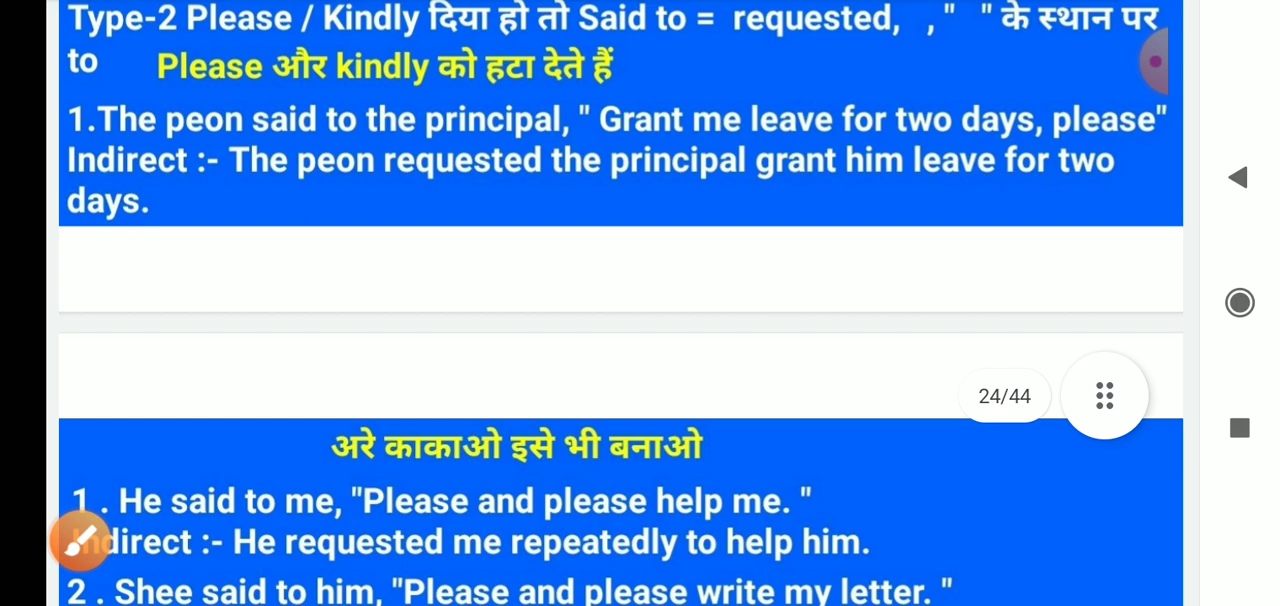 Type-2 Please / Kindly दिया हो तो Said to = requested, , " " के स्थान पर
to Please और kindly को हटा देते हैं
1.The peon said to the principal, " Grant me leave for two days, please"
Indirect :- The peon requested the principal grant him leave for two
days.
24/44
अरे काकाओ इसे भी बनाओ
1 . He said to me, "Please and please help me. "
Indirect :- He requested me repeatedly to help him.
2 . Shee said to him, "Please and please write my letter. "